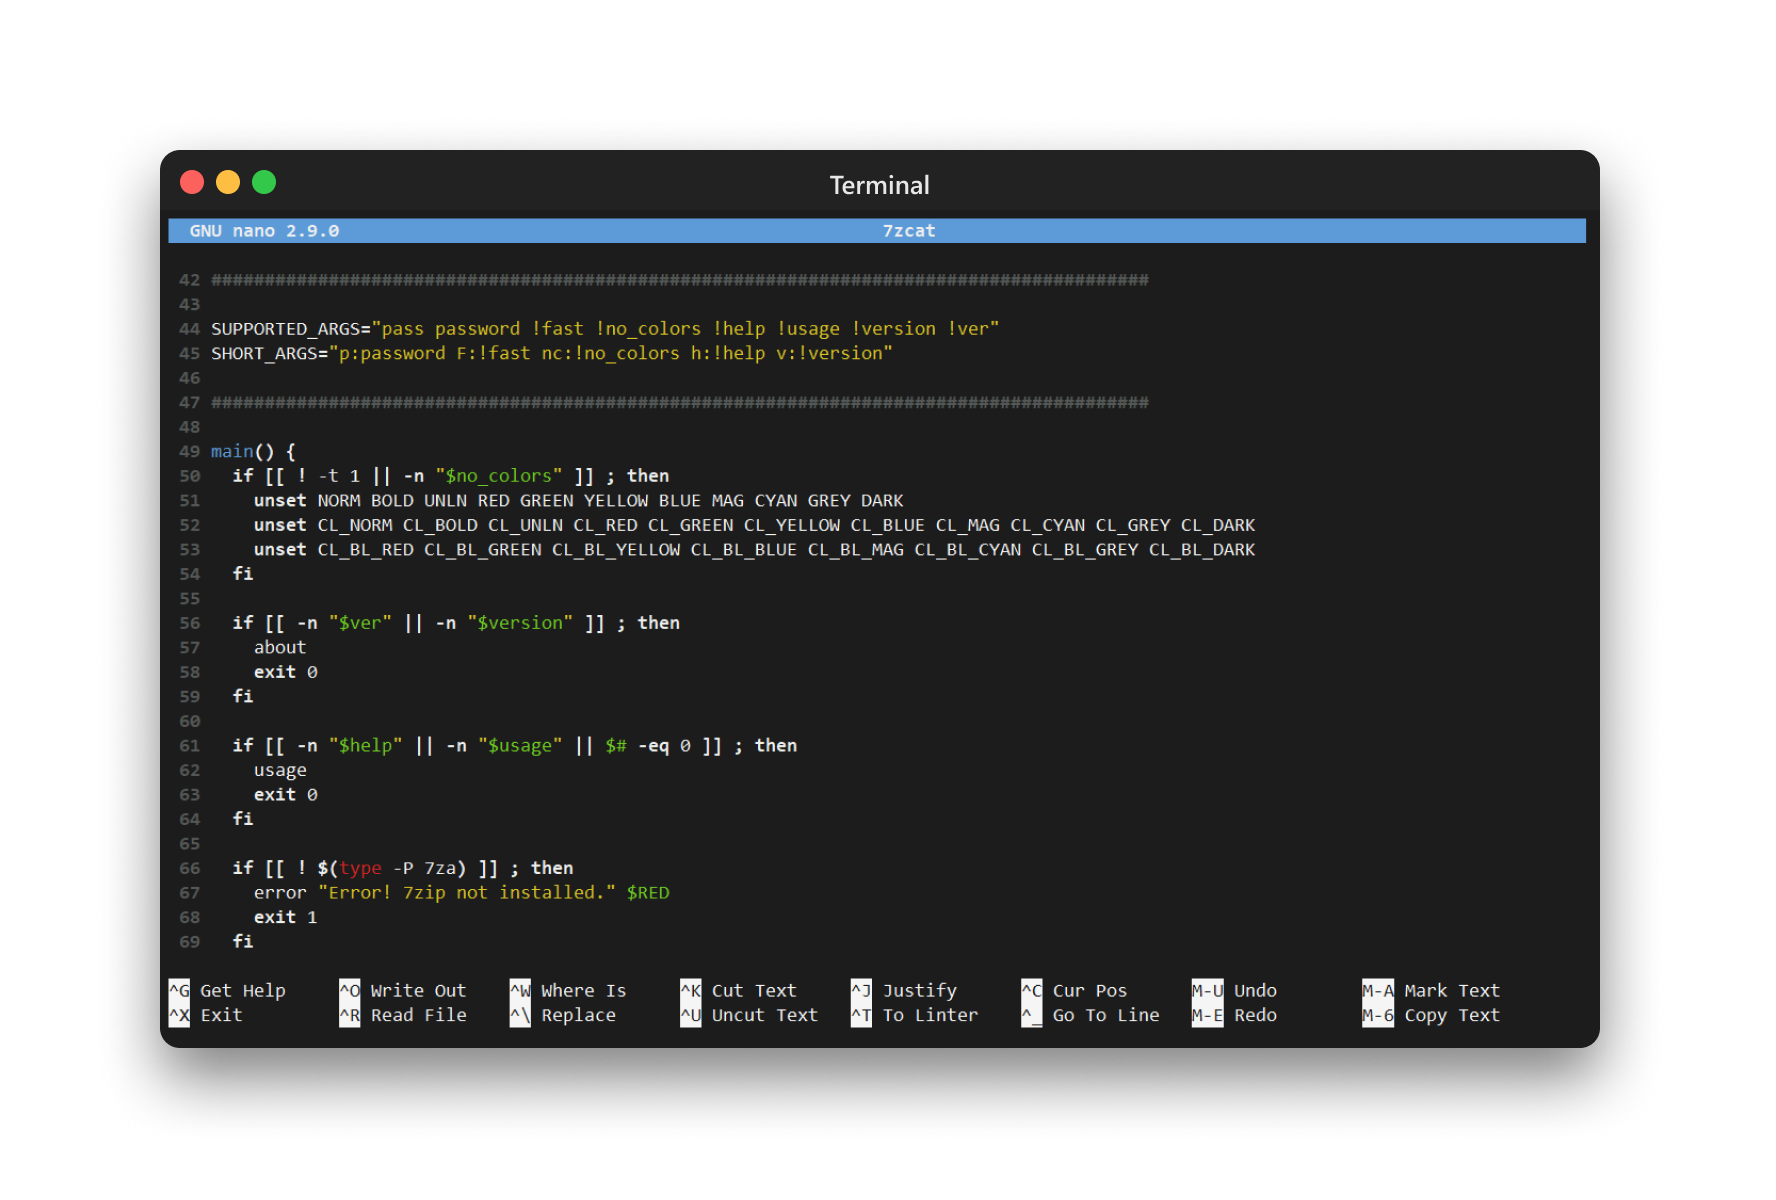 Terminal
GNU nano 2.9.0 7zcat
42 ########################################################################################
43
44 SUPPORTED_ARGS="pass password !fast !no_colors !help !usage !version !ver"
45 SHORT_ARGS="p:password F:!fast nc:!no_colors h:!help v:!version"
46
47 ########################################################################################
48
49 main() {
50   if [[ ! -t 1 || -n "$no_colors" ]] ; then
51     unset NORM BOLD UNLN RED GREEN YELLOW BLUE MAG CYAN GREY DARK
52     unset CL_NORM CL_BOLD CL_UNLN CL_RED CL_GREEN CL_YELLOW CL_BLUE CL_MAG CL_CYAN CL_GREY CL_DARK
53     unset CL_BL_RED CL_BL_GREEN CL_BL_YELLOW CL_BL_BLUE CL_BL_MAG CL_BL_CYAN CL_BL_GREY CL_BL_DARK
54   fi
55
56   if [[ -n "$ver" || -n "$version" ]] ; then
57     about
58     exit 0
59   fi
60
61   if [[ -n "$help" || -n "$usage" || $# -eq 0 ]] ; then
62     usage
63     exit 0
64   fi
65
66   if [[ ! $(type -P 7za) ]] ; then
67     error "Error! 7zip not installed." $RED
68     exit 1
69   fi
^G Get Help ^O Write Out ^W Where Is ^K Cut Text ^J Justify ^C Cur Pos M-U Undo M-A Mark Text
^X Exit ^R Read File ^\ Replace ^U Uncut Text ^T To Linter ^_ Go To Line M-E Redo M-6 Copy Text